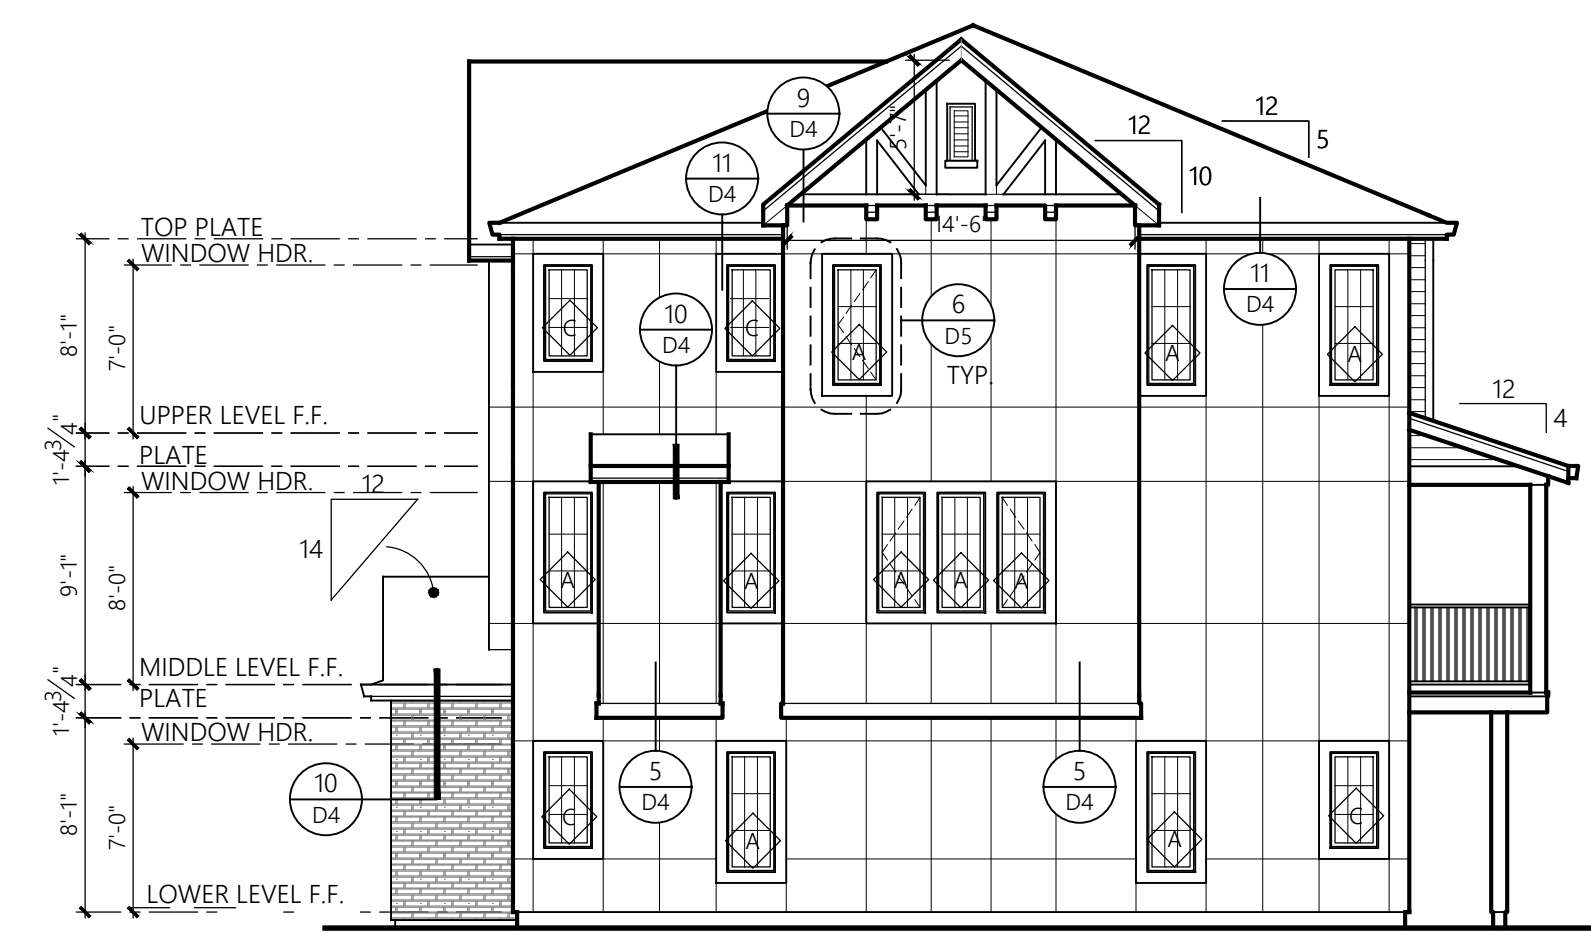 12
5
9
D4
5'-7"
12
10
11
D4
TOP PLATE
WINDOW HDR.
14'-6
11
D4
8'-1"
7'-0"
C
C
10
D4
A
6
D5
TYP.
A
A
12
4
UPPER LEVEL F.F.
1'-4 3/4"
PLATE
WINDOW HDR.
12
14
9'-1"
8'-0"
A
A
A
A
A
MIDDLE LEVEL F.F.
1'-4 3/4"
PLATE
WINDOW HDR.
10
D4
5
D4
5
D4
8'-1"
7'-0"
C
A
A
C
LOWER LEVEL F.F.